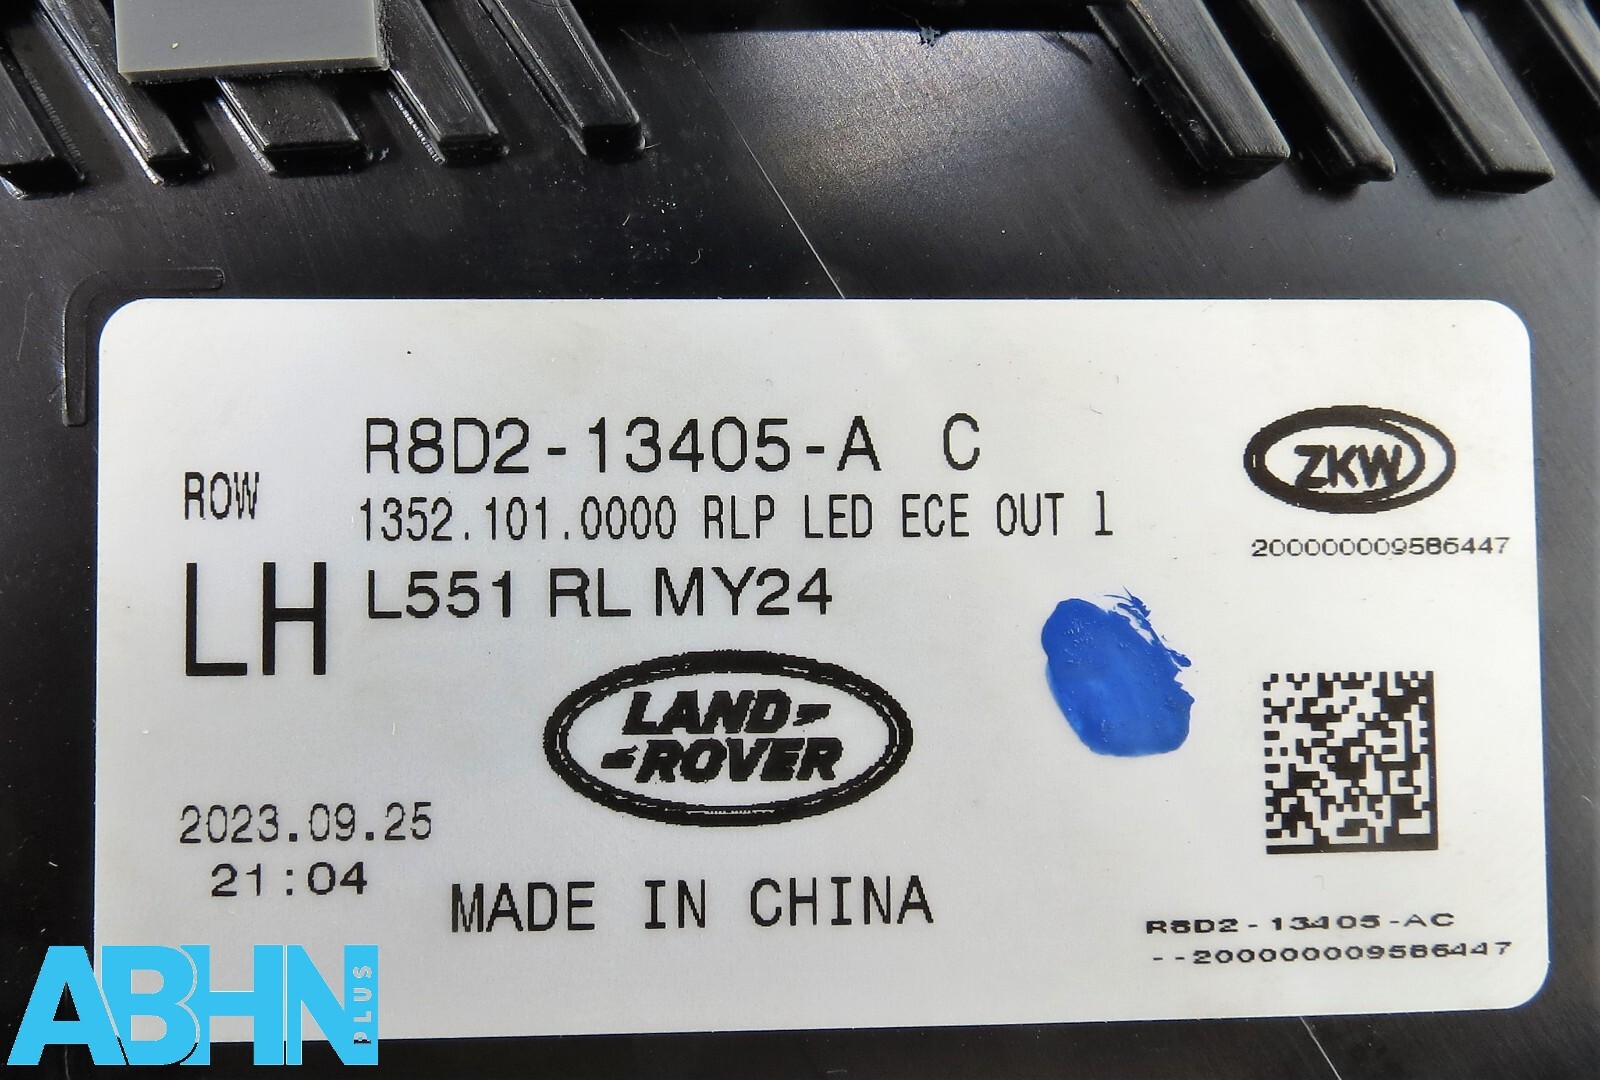 R8D2-13405-A C
ROW
1352.101.0000 RLP LED ECE OUT l
LH
L551 RL MY24
ZKW
200000009586447
LAND-
-ROVER
2023.09.25
21:04
MADE IN CHINA
R8D2-13405-AC
--200000009586447
ABHN
PLUS